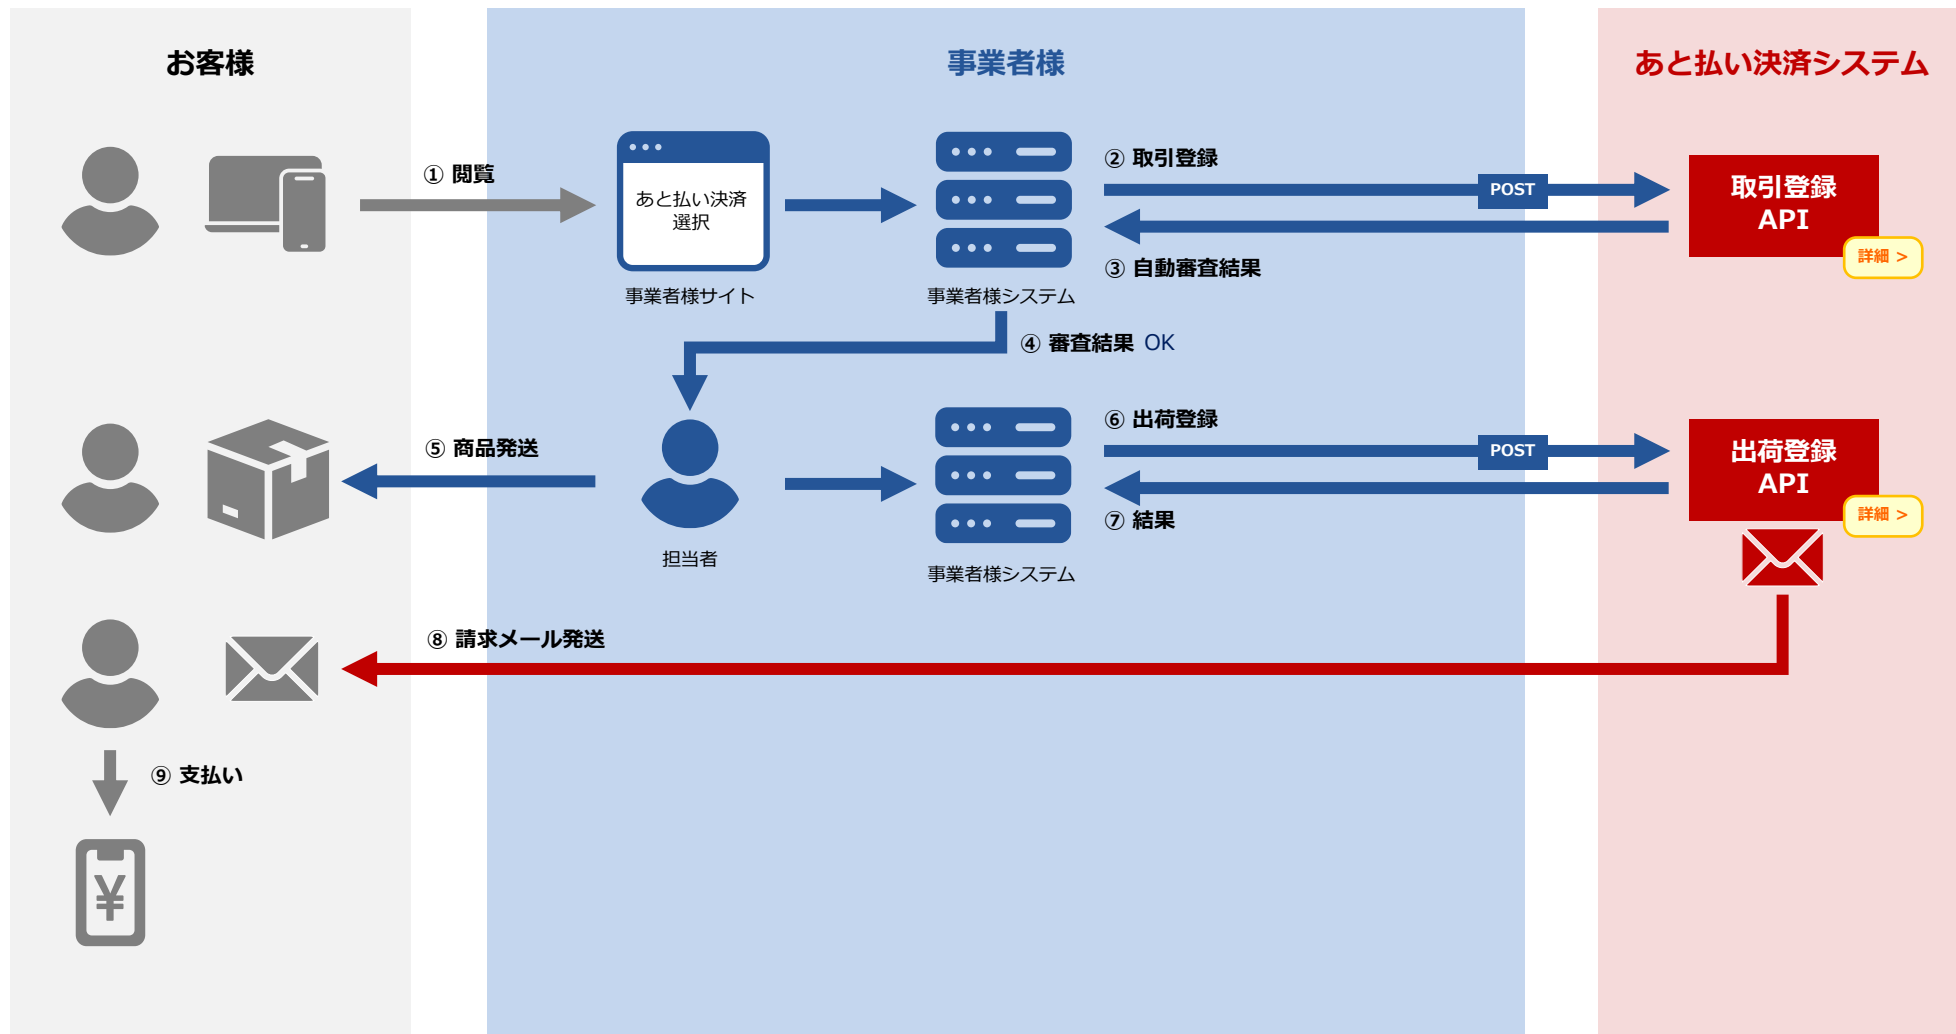 お客様
事業者様
あと払い決済システム
① 閲覧
あと払い決済
選択
事業者様サイト
事業者様システム
② 取引登録
POST
③ 自動審査結果
取引登録
API
詳細 >
④ 審査結果 OK
⑤ 商品発送
担当者
事業者様システム
⑥ 出荷登録
POST
⑦ 結果
出荷登録
API
詳細 >
⑧ 請求メール発送
⑨ 支払い
¥